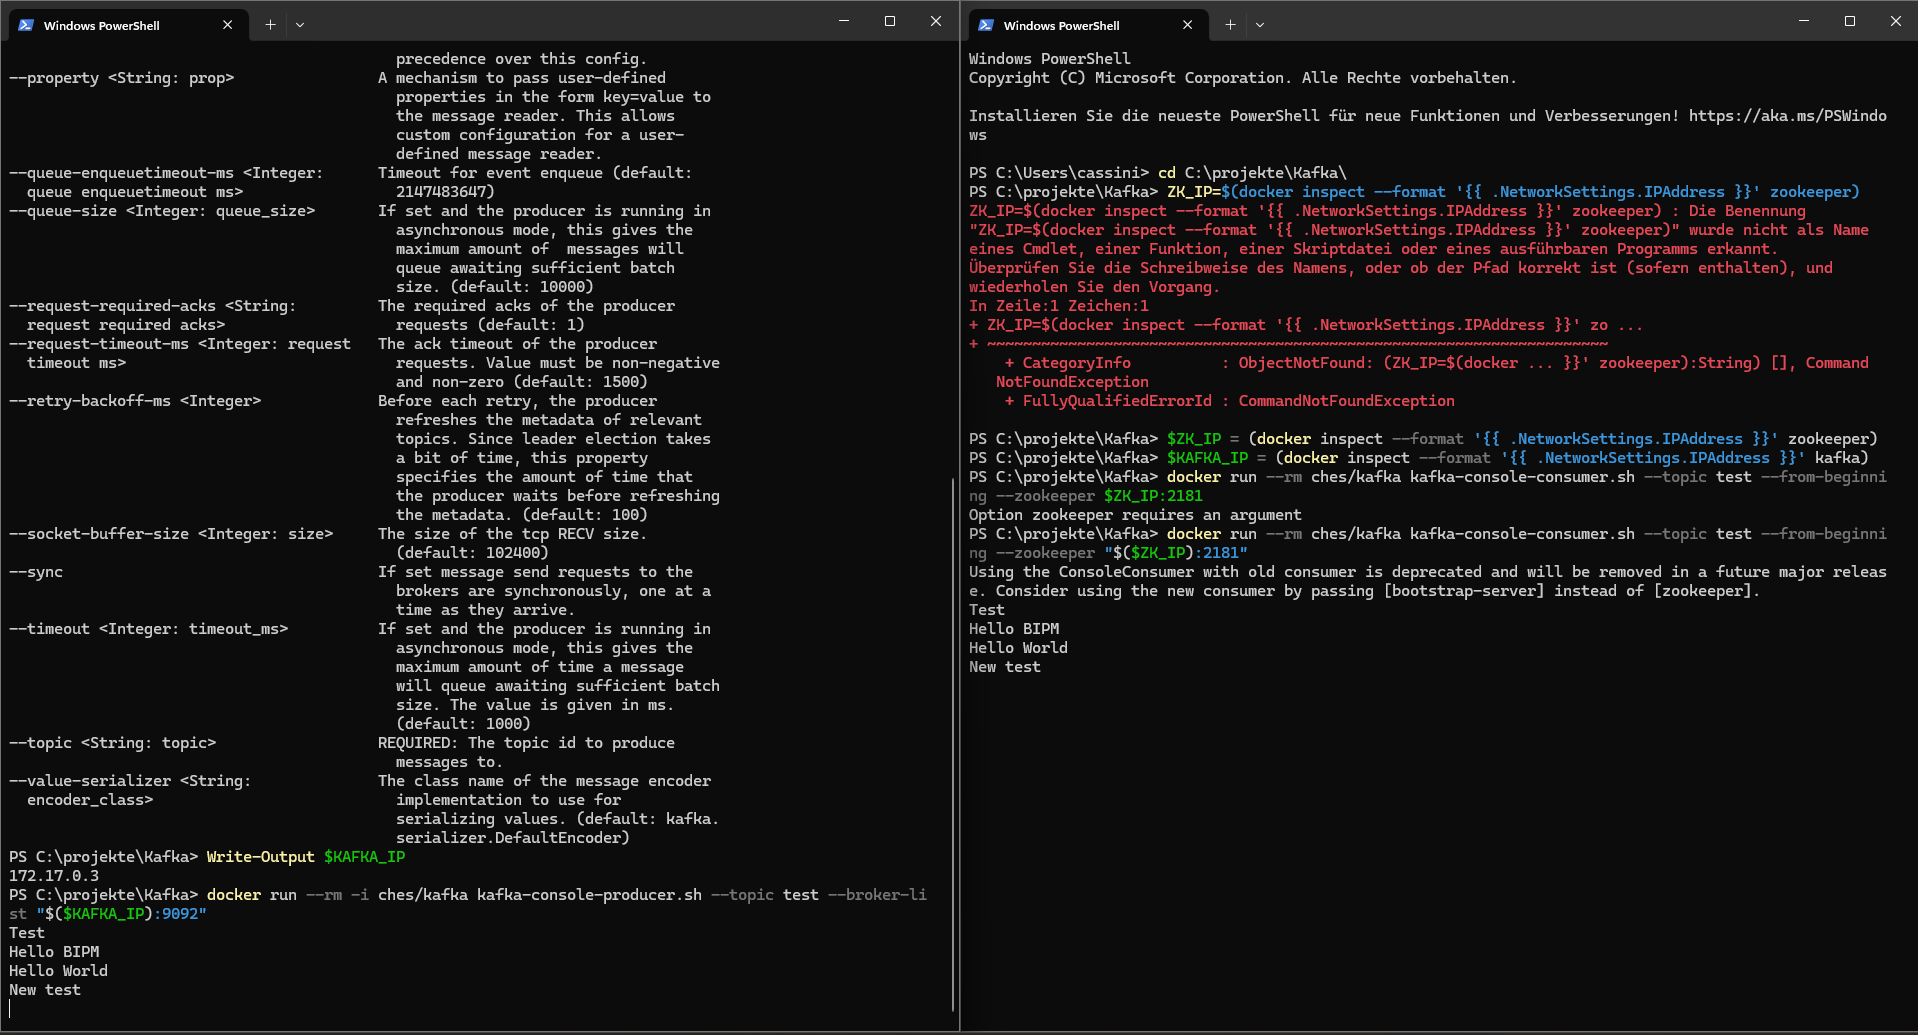 Windows PowerShell
precedence over this config.
--property <String: prop> A mechanism to pass user-defined
properties in the form key=value to
the message reader. This allows
custom configuration for a user-
defined message reader.
--queue-enqueuetimeout-ms <Integer: Timeout for event enqueue (default:
queue enqueuetimeout ms> 2147483647)
--queue-size <Integer: queue_size> If set and the producer is running in
asynchronous mode, this gives the
maximum amount of  messages will
queue awaiting sufficient batch
size. (default: 10000)
--request-required-acks <String: The required acks of the producer
request required acks> requests (default: 1)
--request-timeout-ms <Integer: request The ack timeout of the producer
timeout ms> requests. Value must be non-negative
and non-zero (default: 1500)
--retry-backoff-ms <Integer> Before each retry, the producer
refreshes the metadata of relevant
topics. Since leader election takes
a bit of time, this property
specifies the amount of time that
the producer waits before refreshing
the metadata. (default: 100)
--socket-buffer-size <Integer: size> The size of the tcp RECV size.
(default: 102400)
--sync If set message send requests to the
brokers are synchronously, one at a
time as they arrive.
--timeout <Integer: timeout_ms> If set and the producer is running in
asynchronous mode, this gives the
maximum amount of time a message
will queue awaiting sufficient batch
size. The value is given in ms.
(default: 1000)
--topic <String: topic> REQUIRED: The topic id to produce
messages to.
--value-serializer <String: The class name of the message encoder
encoder_class> implementation to use for
serializing values. (default: kafka.
serializer.DefaultEncoder)
PS C:\projekte\Kafka> Write-Output $KAFKA_IP
172.17.0.3
PS C:\projekte\Kafka> docker run --rm -i ches/kafka kafka-console-producer.sh --topic test --broker-li
st "$($KAFKA_IP):9092"
Test
Hello BIPM
Hello World
New test
Windows PowerShell
Windows PowerShell
Copyright (C) Microsoft Corporation. Alle Rechte vorbehalten.
Installieren Sie die neueste PowerShell für neue Funktionen und Verbesserungen! https://aka.ms/PSWindo
ws
PS C:\Users\cassini> cd C:\projekte\Kafka\
PS C:\projekte\Kafka> ZK_IP=$(docker inspect --format '{{ .NetworkSettings.IPAddress }}' zookeeper)
ZK_IP=$(docker inspect --format '{{ .NetworkSettings.IPAddress }}' zookeeper) : Die Benennung
"ZK_IP=$(docker inspect --format '{{ .NetworkSettings.IPAddress }}' zookeeper)" wurde nicht als Name
eines Cmdlet, einer Funktion, einer Skriptdatei oder eines ausführbaren Programms erkannt.
Überprüfen Sie die Schreibweise des Namens, oder ob der Pfad korrekt ist (sofern enthalten), und
wiederholen Sie den Vorgang.
In Zeile:1 Zeichen:1
+ ZK_IP=$(docker inspect --format '{{ .NetworkSettings.IPAddress }}' zo ...
+ ~~~~~~~~~~~~~~~~~~~~~~~~~~~~~~~~~~~~~~~~~~~~~~~~~~~~~~~~~~~~~~~~~~~~~
+ CategoryInfo : ObjectNotFound: (ZK_IP=$(docker ... }}' zookeeper):String) [], Command
NotFoundException
+ FullyQualifiedErrorId : CommandNotFoundException
PS C:\projekte\Kafka> $ZK_IP = (docker inspect --format '{{ .NetworkSettings.IPAddress }}' zookeeper)
PS C:\projekte\Kafka> $KAFKA_IP = (docker inspect --format '{{ .NetworkSettings.IPAddress }}' kafka)
PS C:\projekte\Kafka> docker run --rm ches/kafka kafka-console-consumer.sh --topic test --from-beginni
ng --zookeeper $ZK_IP:2181
Option zookeeper requires an argument
PS C:\projekte\Kafka> docker run --rm ches/kafka kafka-console-consumer.sh --topic test --from-beginni
ng --zookeeper "$($ZK_IP):2181"
Using the ConsoleConsumer with old consumer is deprecated and will be removed in a future major releas
e. Consider using the new consumer by passing [bootstrap-server] instead of [zookeeper].
Test
Hello BIPM
Hello World
New test